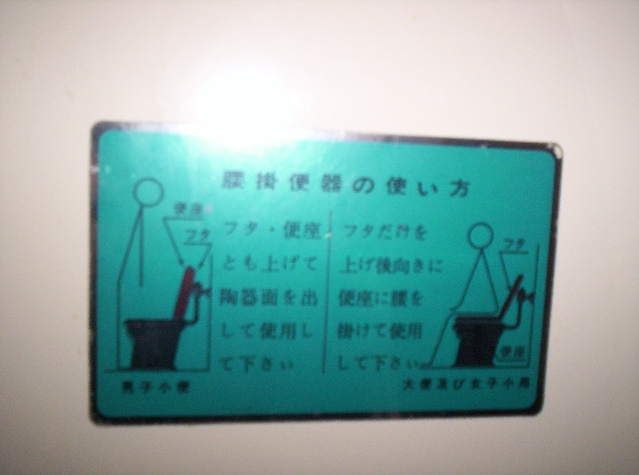 腰掛便器の使い方
便座
フタ
フタ・便座
とも上げて
陶器面を出
して使用し
て下さい
男子小便
フタだけを
上げ後向きに
便座に腰を
掛けて使用
して下さい
フタ
便座
大便及び女子小用